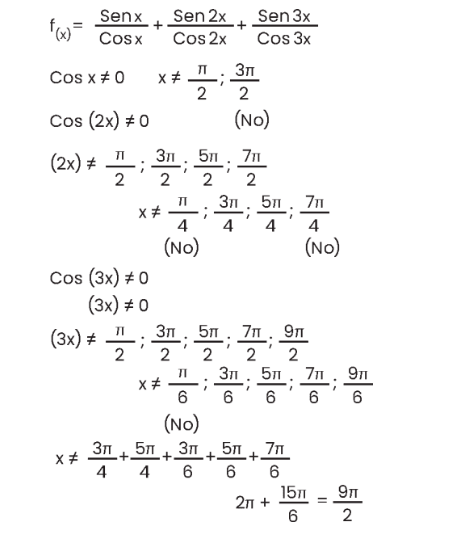 f(x) = Sen x / Cos x + Sen 2x / Cos 2x + Sen 3x / Cos 3x
Cos x ≠ 0 x ≠ π/2 ; 3π/2
Cos (2x) ≠ 0 (No)
(2x) ≠ π/2 ; 3π/2 ; 5π/2 ; 7π/2
x ≠ π/4 ; 3π/4 ; 5π/4 ; 7π/4
(No) (No)
Cos (3x) ≠ 0
(3x) ≠ 0
(3x) ≠ π/2 ; 3π/2 ; 5π/2 ; 7π/2 ; 9π/2
x ≠ π/6 ; 3π/6 ; 5π/6 ; 7π/6 ; 9π/6
(No)
x ≠ 3π/4 + 5π/4 + 3π/6 + 5π/6 + 7π/6
2π + 15π/6 = 9π/2